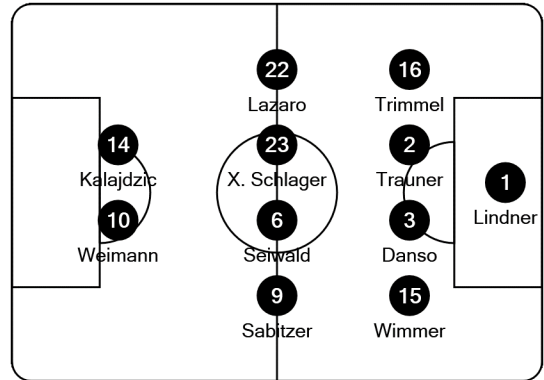 22
Lazaro
16
Trimmel
14
Kalajdzic
23
X. Schlager
2
Trauner
1
Lindner
10
Weimann
6
Seiwald
3
Danso
9
Sabitzer
15
Wimmer